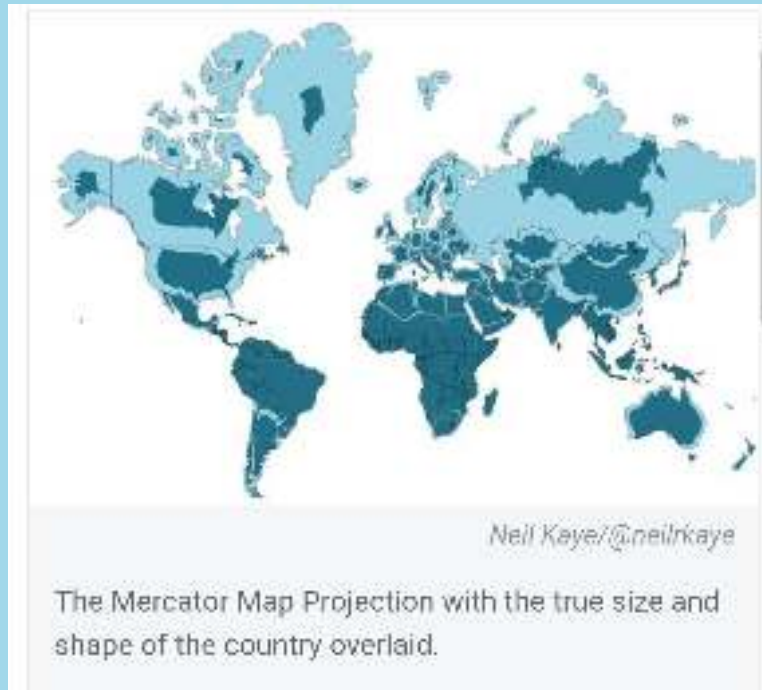 Neil Kaye/@neilrkaye
The Mercator Map Projection with the true size and
shape of the country overlaid.